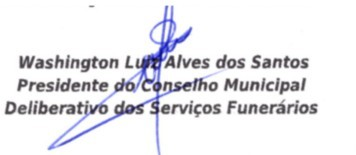 Washington Luiz Alves dos Santos
Presidente do Conselho Municipal
Deliberativo dos Serviços Funerários